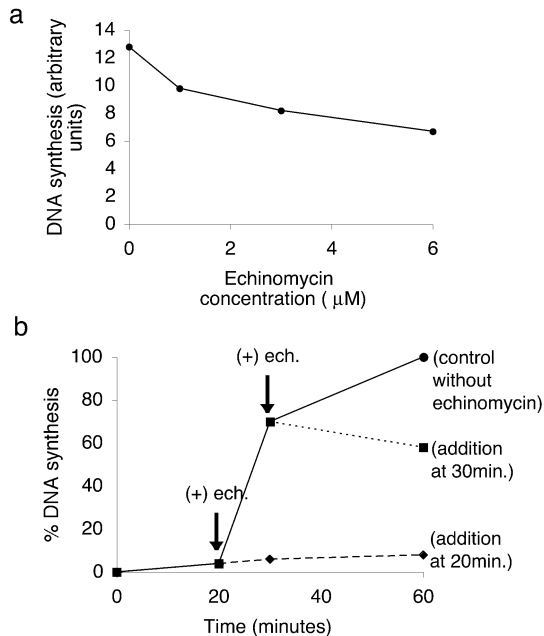 a
DNA synthesis (arbitrary
units)
14
12
10
8
6
4
2
0
0 2 4 6
Echinomycin
concentration ( μM)
b
% DNA synthesis
100
80
60
40
20
0
(+) ech.
(+) ech.
(control
without
echinomycin)
(addition
at 30min.)
(addition
at 20min.)
0 20 40 60
Time (minutes)